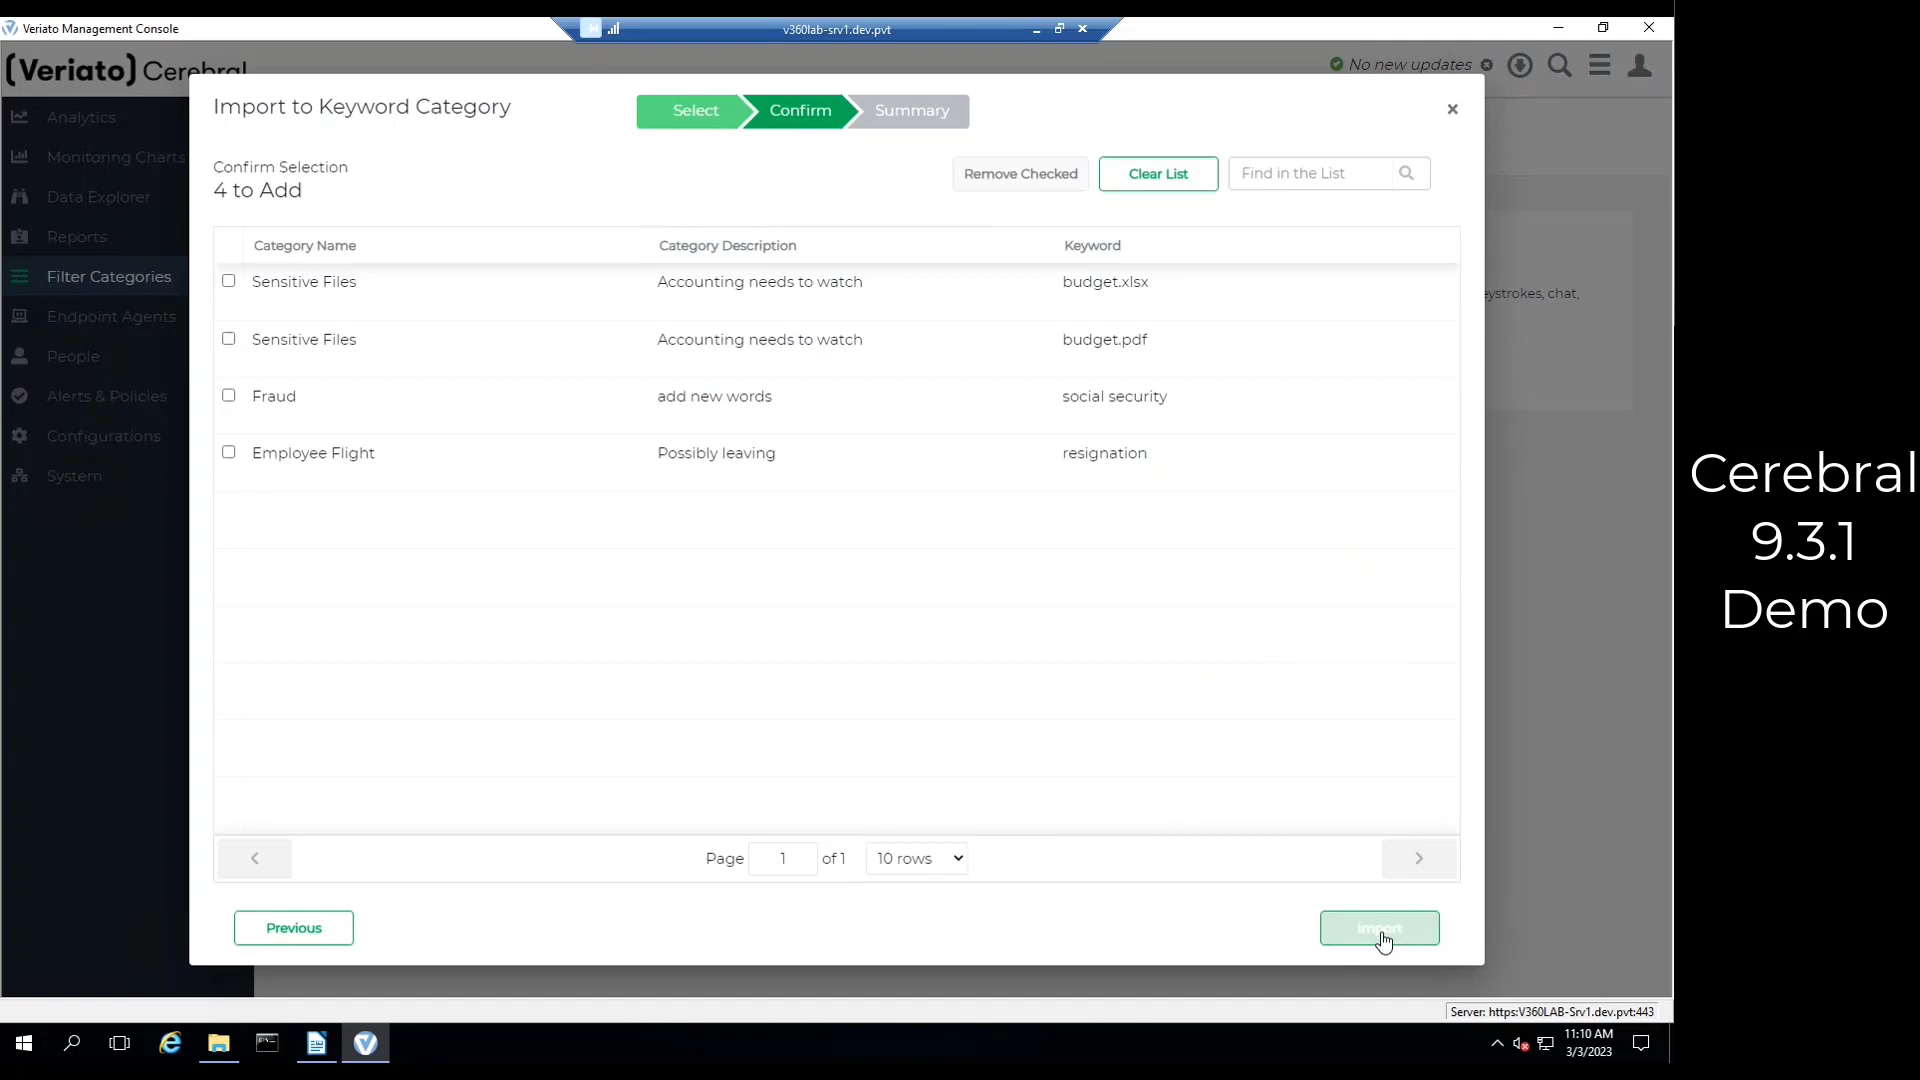 Veriato Management Console
v360lab-srv1.dev.pvt
(Veriato) Cerebral
No new updates
Analytics
Monitoring Charts
Data Explorer
Reports
Filter Categories
Endpoint Agents
People
Alerts & Policies
Configurations
System
Import to Keyword Category
Select
Confirm
Summary
Confirm Selection
4 to Add
Remove Checked
Clear List
Find in the List
Category Name
Category Description
Keyword
Sensitive Files
Accounting needs to watch
budget.xlsx
Sensitive Files
Accounting needs to watch
budget.pdf
Fraud
add new words
social security
Employee Flight
Possibly leaving
resignation
eystrokes, chat,
Page 1 of 1
10 rows
Previous
Import
Server: https:V360LAB-Srv1.dev.pvt:443
11:10 AM
3/3/2023
Cerebral
9.3.1
Demo